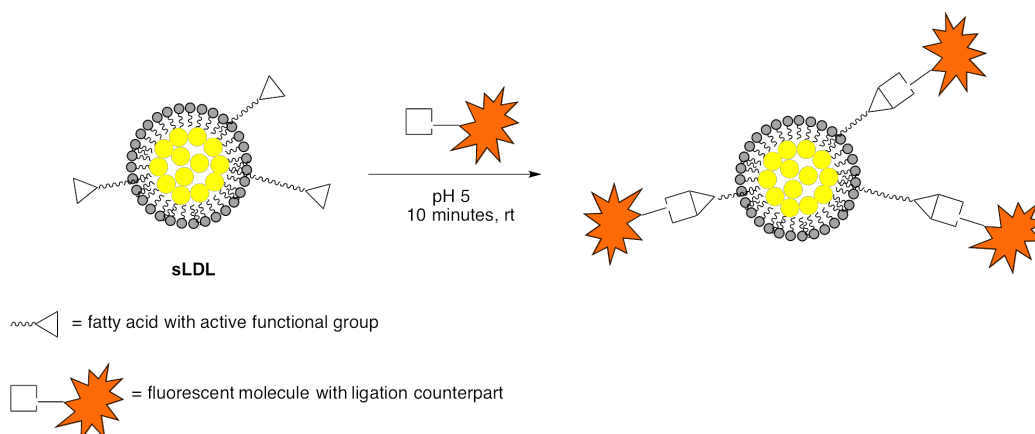 pH 5
10 minutes, rt
sLDL
= fatty acid with active functional group
= fluorescent molecule with ligation counterpart